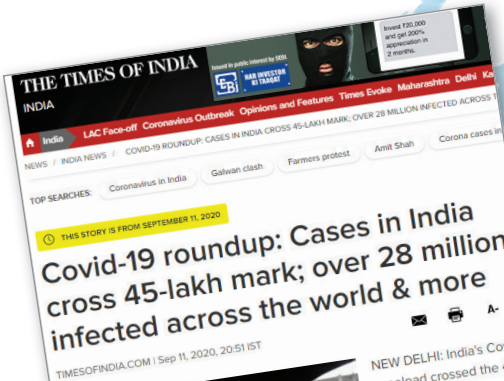 THE TIMES OF INDIA
INDIA
Issued in public interest by SEBI
SEBI
HAR INVESTOR
KI TAAQAT
Invest ₹20,000
and get 200%
appreciation in
2 months.
India LAC Face-off Coronavirus Outbreak Opinions and Features Times Evoke Maharashtra Delhi
NEWS / INDIA NEWS / COVID-19 ROUNDUP: CASES IN INDIA CROSS 45-LAKH MARK; OVER 28 MILLION INFECTED ACROSS
TOP SEARCHES: Coronavirus in India Galwan clash Farmers protest Amit Shah Corona cases in
THIS STORY IS FROM SEPTEMBER 11, 2020
Covid-19 roundup: Cases in India
cross 45-lakh mark; over 28 million
infected across the world & more
A-
TIMESOFINDIA.COM | Sep 11, 2020, 20:51 IST
NEW DELHI: India's
crossed the